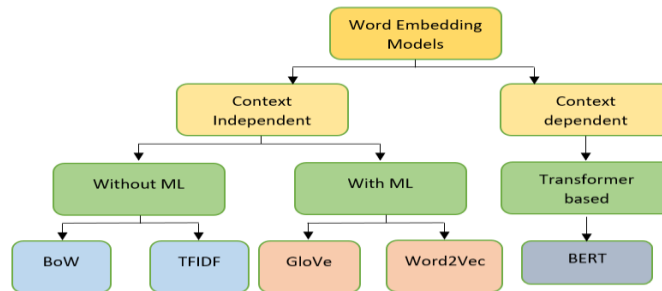 Word Embedding
Models
Context
Independent
Context
dependent
Without ML
With ML
Transformer
based
BoW
TFIDF
GloVe
Word2Vec
BERT